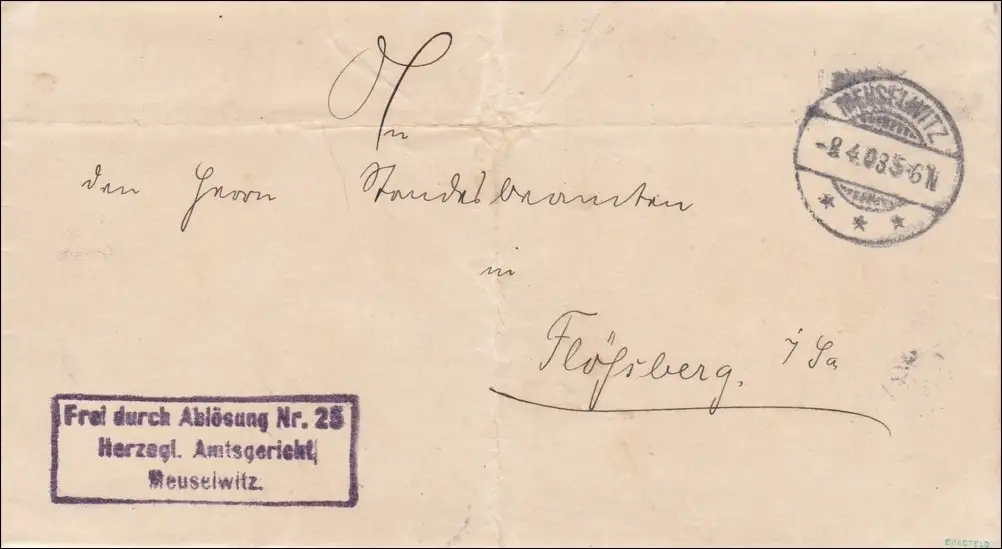 An
den Herrn Standesbeamten
in
Flößberg. i/Sa
MEUSELWITZ
-8.4.03.5-6N
* * *
Frei durch Ablösung Nr. 25
Herzogl. Amtsgericht
Meuselwitz.